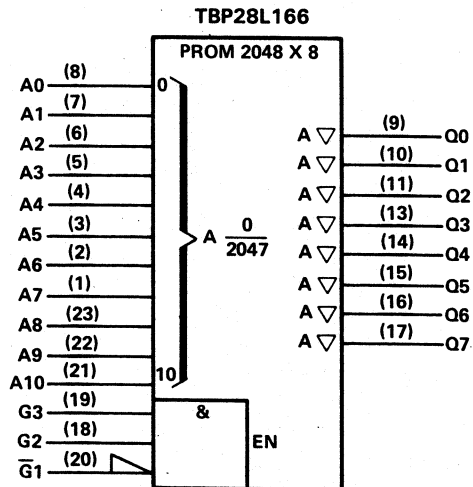 TBP28L166
PROM 2048 X 8
A0 (8) 0
A1 (7)
A2 (6)
A3 (5)
A4 (4)
A5 (3)
A6 (2)
A7 (1)
A8 (23)
A9 (22)
A10 (21) 10
G3 (19)
G2 (18)
G1 (20)
A 0
2047
&
EN
A ▽ (9) Q0
A ▽ (10) Q1
A ▽ (11) Q2
A ▽ (13) Q3
A ▽ (14) Q4
A ▽ (15) Q5
A ▽ (16) Q6
A ▽ (17) Q7